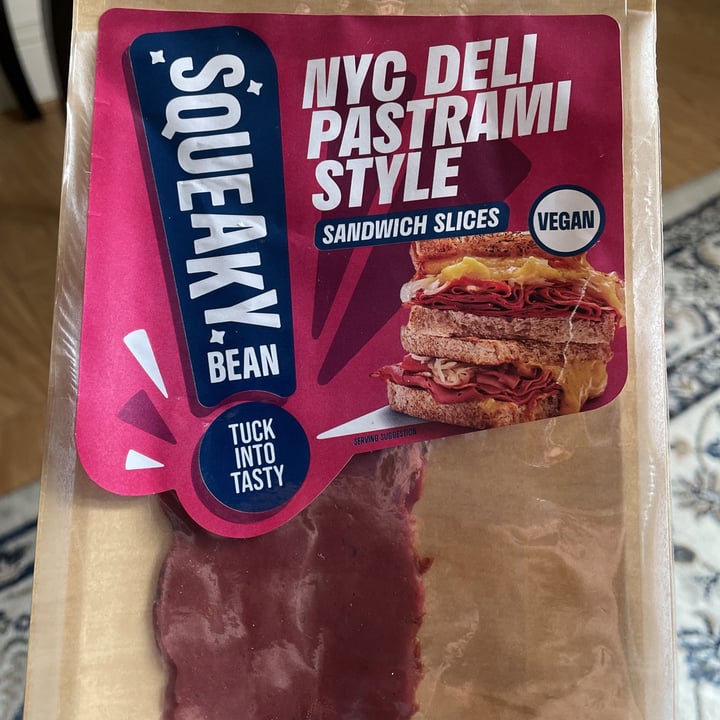 SQUEAKY
BEAN
NYC DELI
PASTRAMI
STYLE
SANDWICH SLICES
VEGAN
TUCK
INTO
TASTY
SERVING SUGGESTION